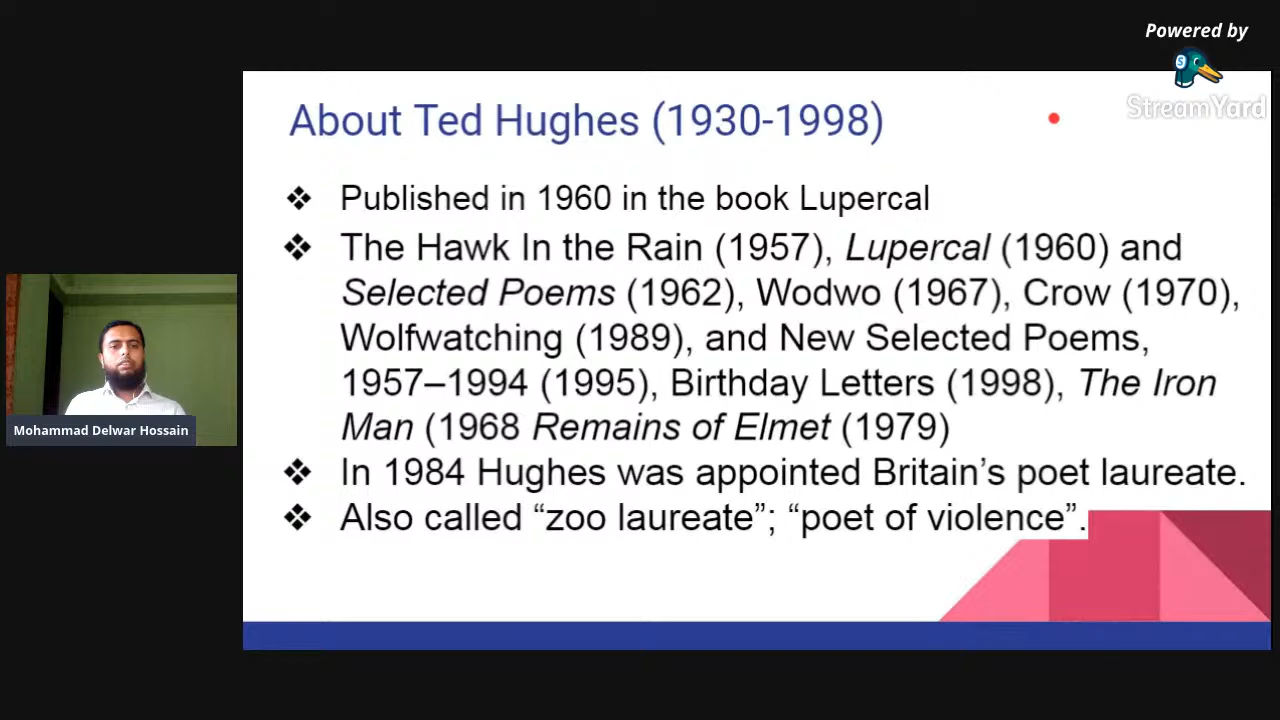 Powered by
StreamYard
About Ted Hughes (1930-1998)
❖ Published in 1960 in the book Lupercal
❖ The Hawk In the Rain (1957), Lupercal (1960) and
Selected Poems (1962), Wodwo (1967), Crow (1970),
Wolfwatching (1989), and New Selected Poems,
1957–1994 (1995), Birthday Letters (1998), The Iron
Man (1968 Remains of Elmet (1979)
❖ In 1984 Hughes was appointed Britain’s poet laureate.
❖ Also called “zoo laureate”; “poet of violence”.
Mohammad Delwar Hossain